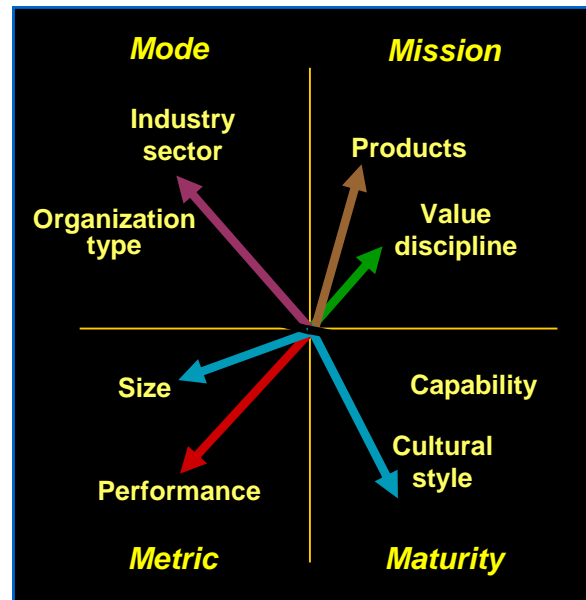 Mode
Mission
Industry
sector
Products
Organization
type
Value
discipline
Size
Capability
Cultural
style
Performance
Metric
Maturity